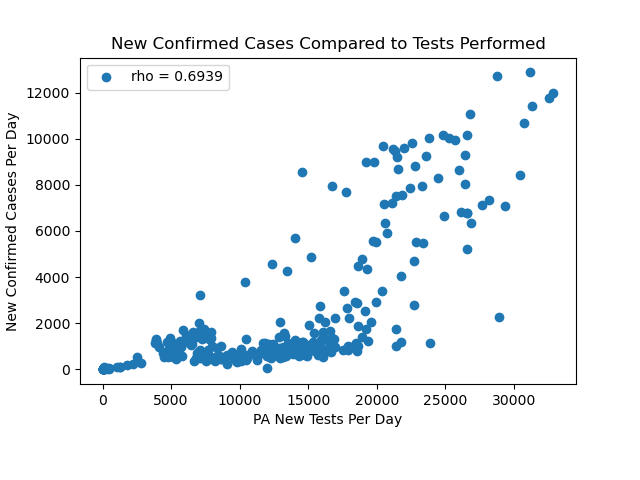 New Confirmed Cases Compared to Tests Performed
rho = 0.6939
12000
10000
8000
6000
4000
2000
0
New Confirmed Caeses Per Day
0 5000 10000 15000 20000 25000 30000
PA New Tests Per Day